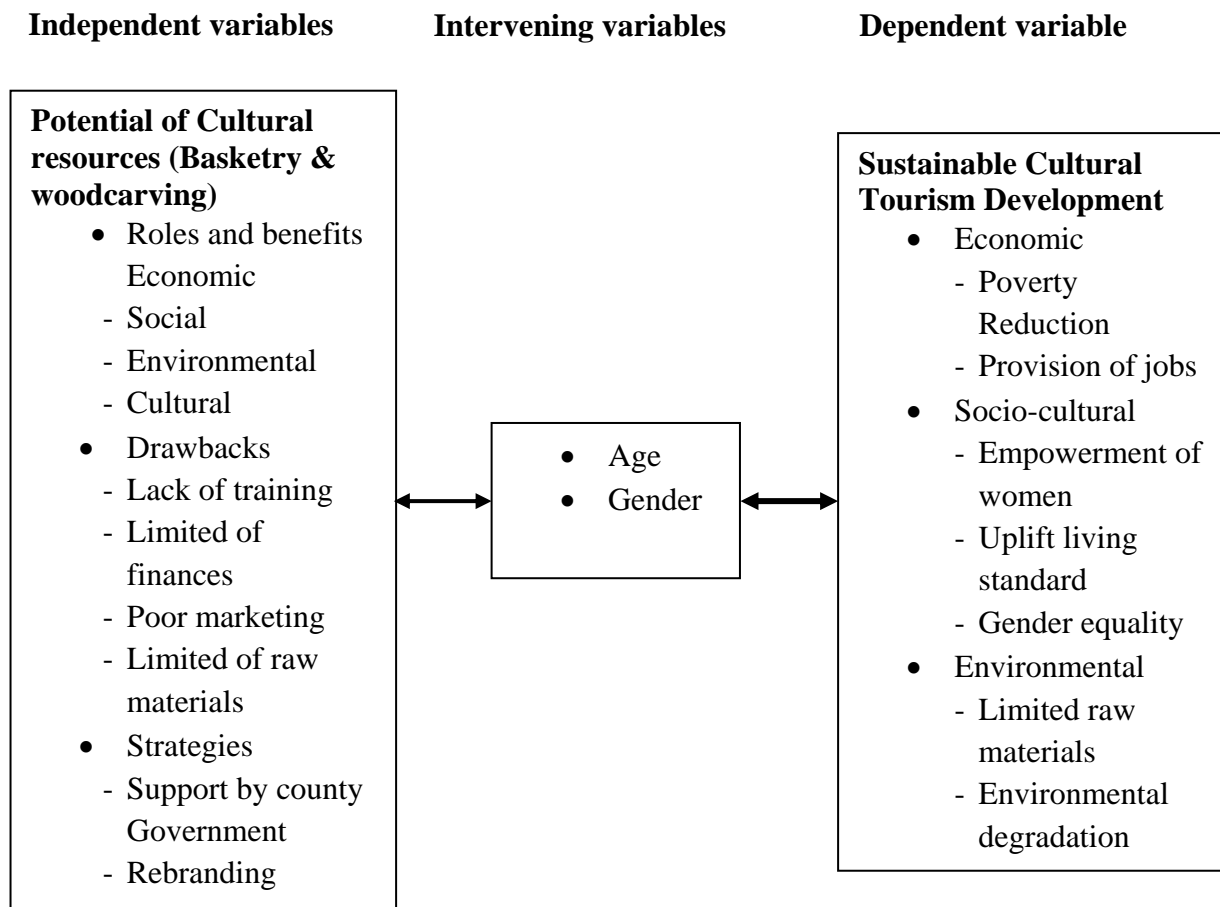 Independent variables
Intervening variables
Dependent variable
Potential of Cultural
resources (Basketry &
woodcarving)
• Roles and benefits
Economic
- Social
- Environmental
- Cultural
• Drawbacks
- Lack of training
- Limited of
finances
- Poor marketing
- Limited of raw
materials
• Strategies
- Support by county
Government
- Rebranding
• Age
• Gender
Sustainable Cultural
Tourism Development
• Economic
- Poverty
Reduction
- Provision of jobs
• Socio-cultural
- Empowerment of
women
- Uplift living
standard
- Gender equality
• Environmental
- Limited raw
materials
- Environmental
degradation